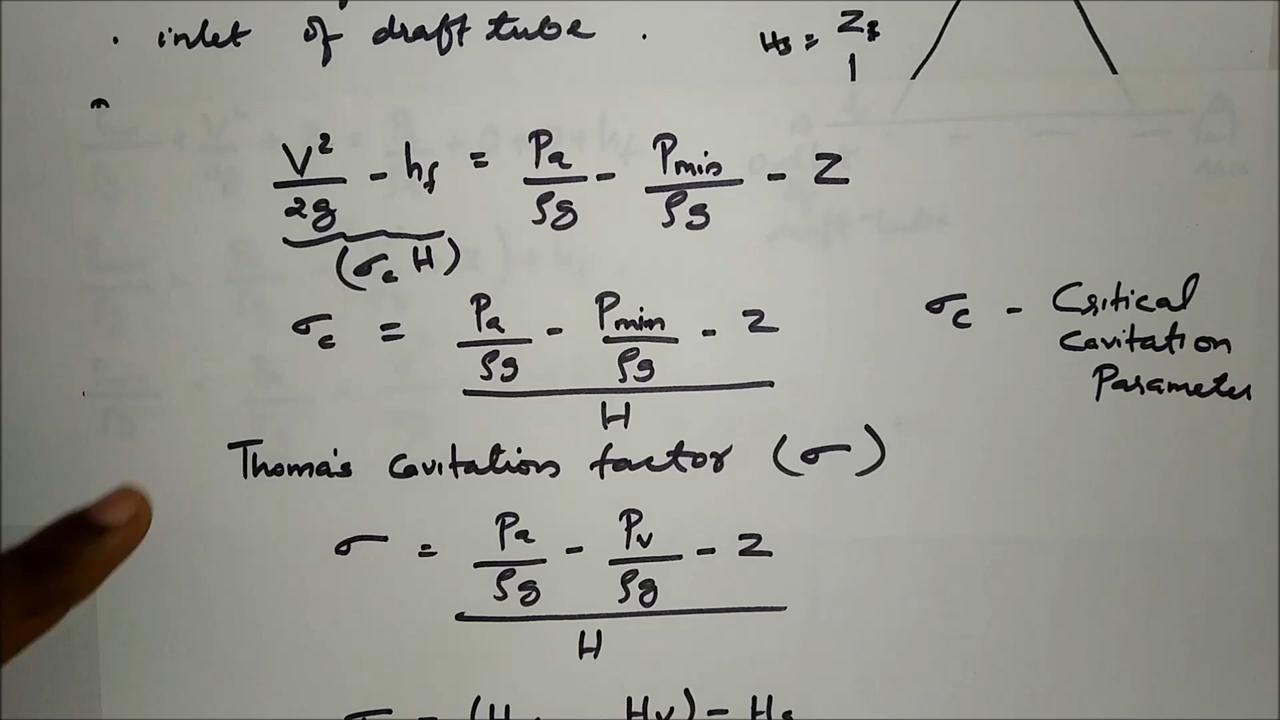 . inlet of draft tube .
Hs = Zs
1
V²/2g - hf = Pa/ρg - Pmin/ρg - Z
(σc H)
σc = (Pa/ρg - Pmin/ρg - Z)/H
σc - Critical
Cavitation
Parameter
Thoma's cavitation factor (σ)
σ = (Pa/ρg - Pv/ρg - Z)/H